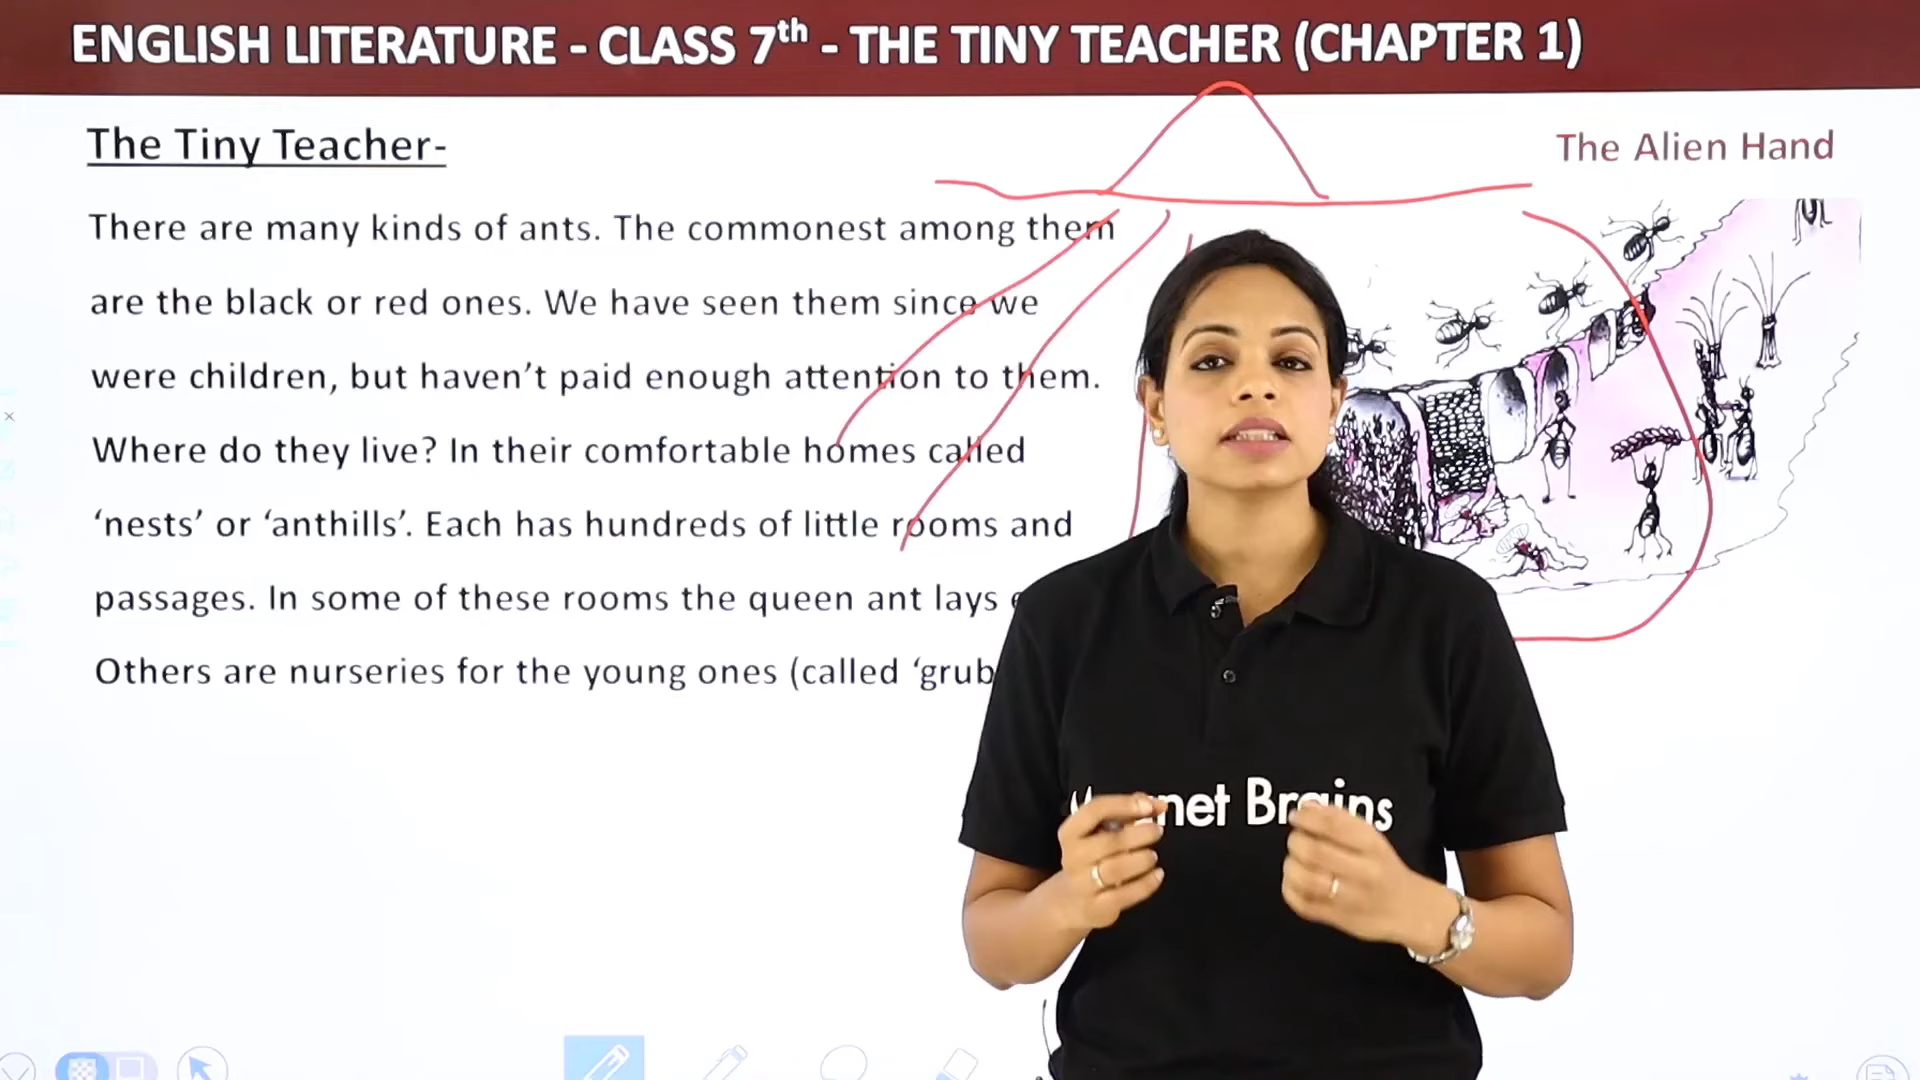 ENGLISH LITERATURE - CLASS 7th - THE TINY TEACHER (CHAPTER 1)
The Tiny Teacher-
The Alien Hand
There are many kinds of ants. The commonest among them
are the black or red ones. We have seen them since we
were children, but haven't paid enough attention to them.
Where do they live? In their comfortable homes called
‘nests’ or ‘anthills’. Each has hundreds of little rooms and
passages. In some of these rooms the queen ant lays
Others are nurseries for the young ones (called ‘grub
Brains